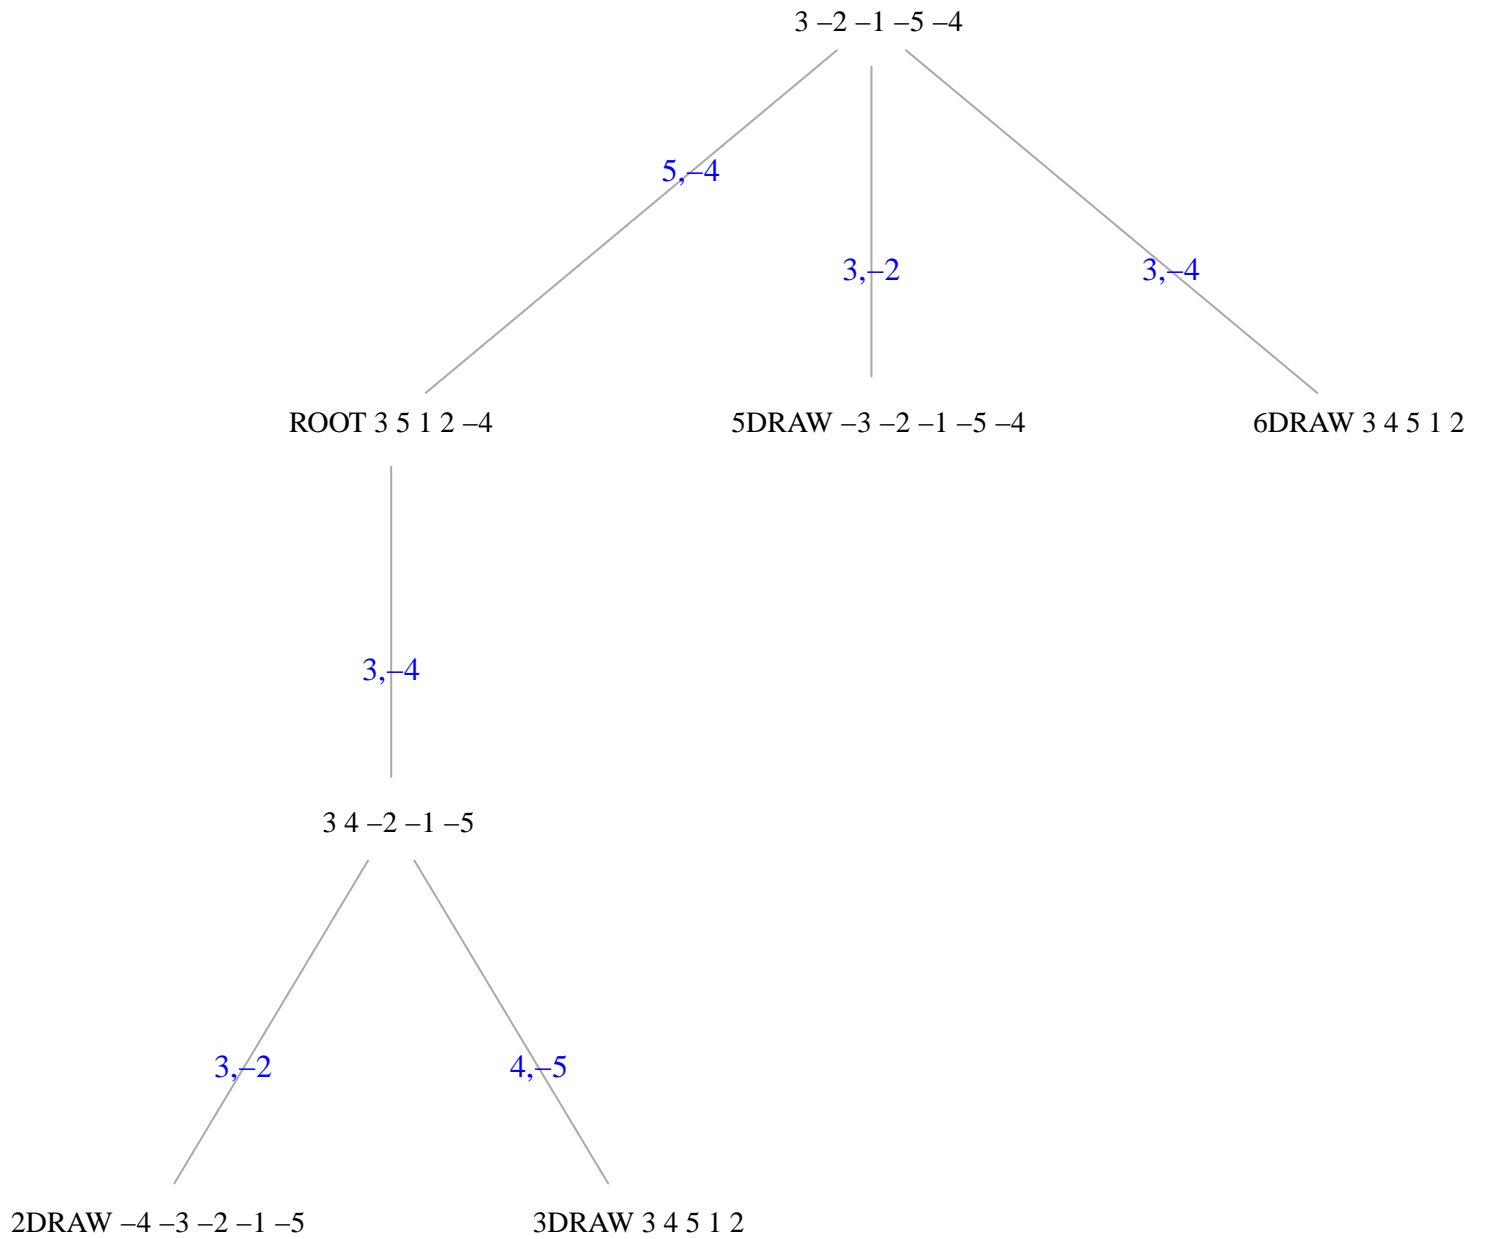 3 –2 –1 –5 –4
5,–4
3,–2
3,–4
ROOT 3 5 1 2 –4
5DRAW –3 –2 –1 –5 –4
6DRAW 3 4 5 1 2
3,–4
3 4 –2 –1 –5
3,–2
4,–5
2DRAW –4 –3 –2 –1 –5
3DRAW 3 4 5 1 2